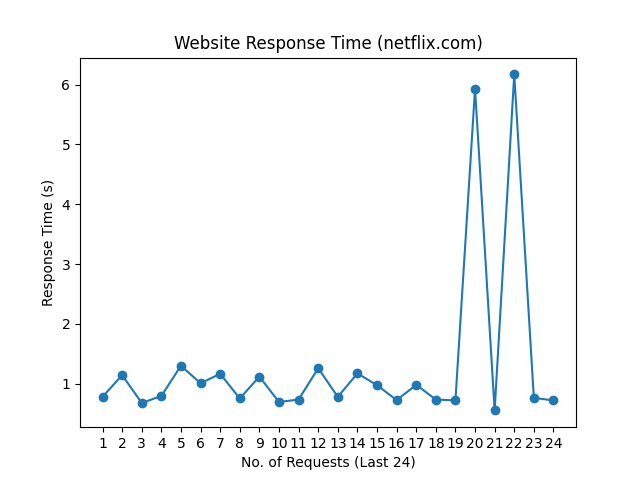 Website Response Time (netflix.com)
6
5
4
3
2
1
Response Time (s)
1 2 3 4 5 6 7 8 9 10 11 12 13 14 15 16 17 18 19 20 21 22 23 24
No. of Requests (Last 24)